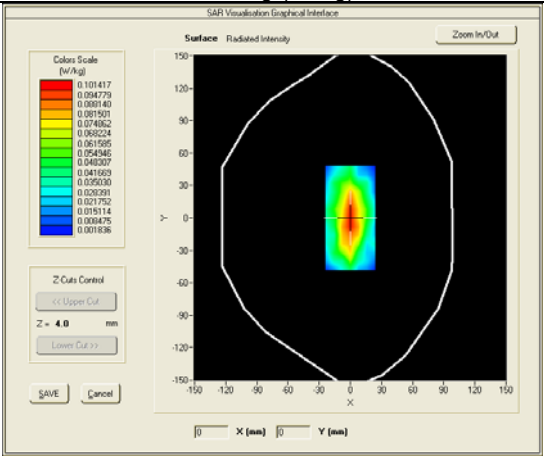 SAR Visualisation Graphical Interface
Surface Radiated Intensity
Zoom In/Out
Colors Scale
(W/kg)
0.101417
0.094779
0.088140
0.081501
0.074862
0.068224
0.061585
0.054946
0.048307
0.041669
0.035030
0.028391
0.021752
0.015114
0.008475
0.001836
150
120
90
60
30
Y
0
-30
-60
-90
-120
-150
-150 -120 -90 -60 -30 0 30 60 90 120 150
X
Z-Cuts Control
<< Upper Cut
Z = 4.0 mm
Lower Cut >>
SAVE Cancel
0 X (mm) 0 Y (mm)